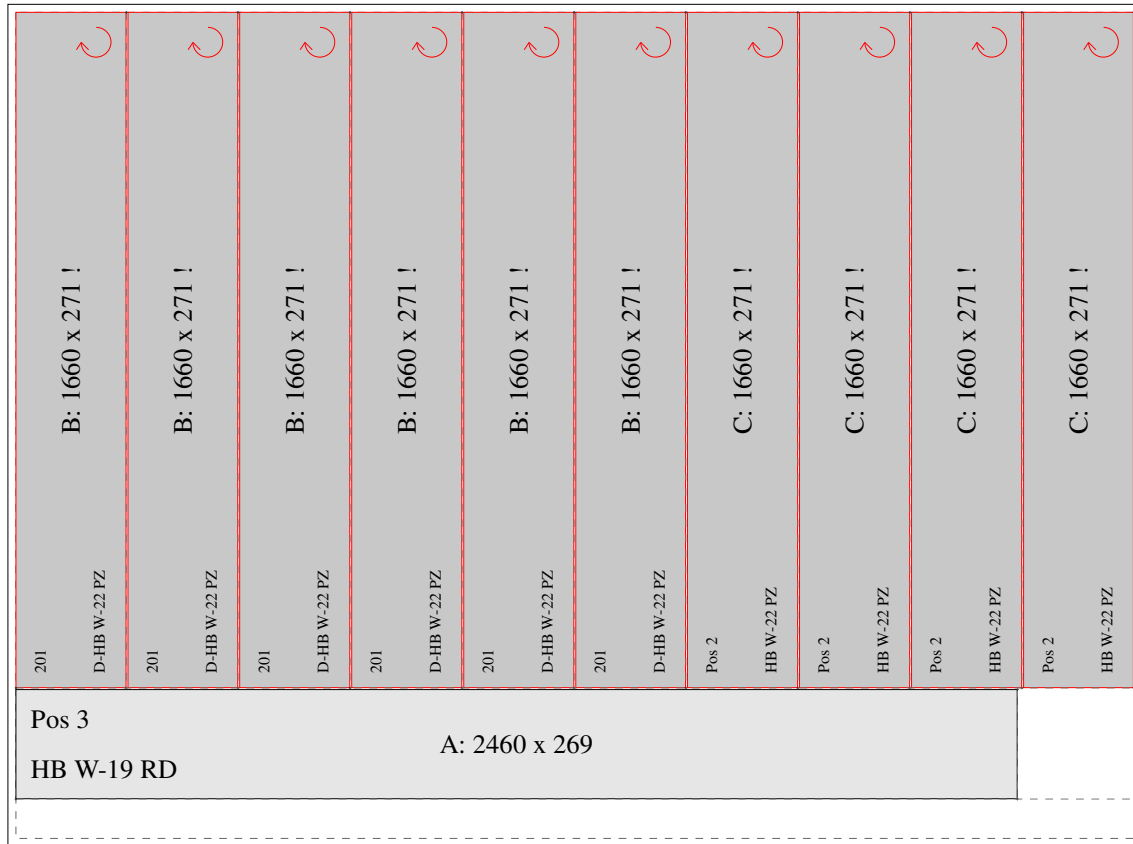 B: 1660 x 271 !
201
D-HB W-22 PZ
B: 1660 x 271 !
201
D-HB W-22 PZ
B: 1660 x 271 !
201
D-HB W-22 PZ
B: 1660 x 271 !
201
D-HB W-22 PZ
B: 1660 x 271 !
201
D-HB W-22 PZ
B: 1660 x 271 !
201
D-HB W-22 PZ
C: 1660 x 271 !
Pos 2
HB W-22 PZ
C: 1660 x 271 !
Pos 2
HB W-22 PZ
C: 1660 x 271 !
Pos 2
HB W-22 PZ
C: 1660 x 271 !
Pos 2
HB W-22 PZ
Pos 3
A: 2460 x 269
HB W-19 RD